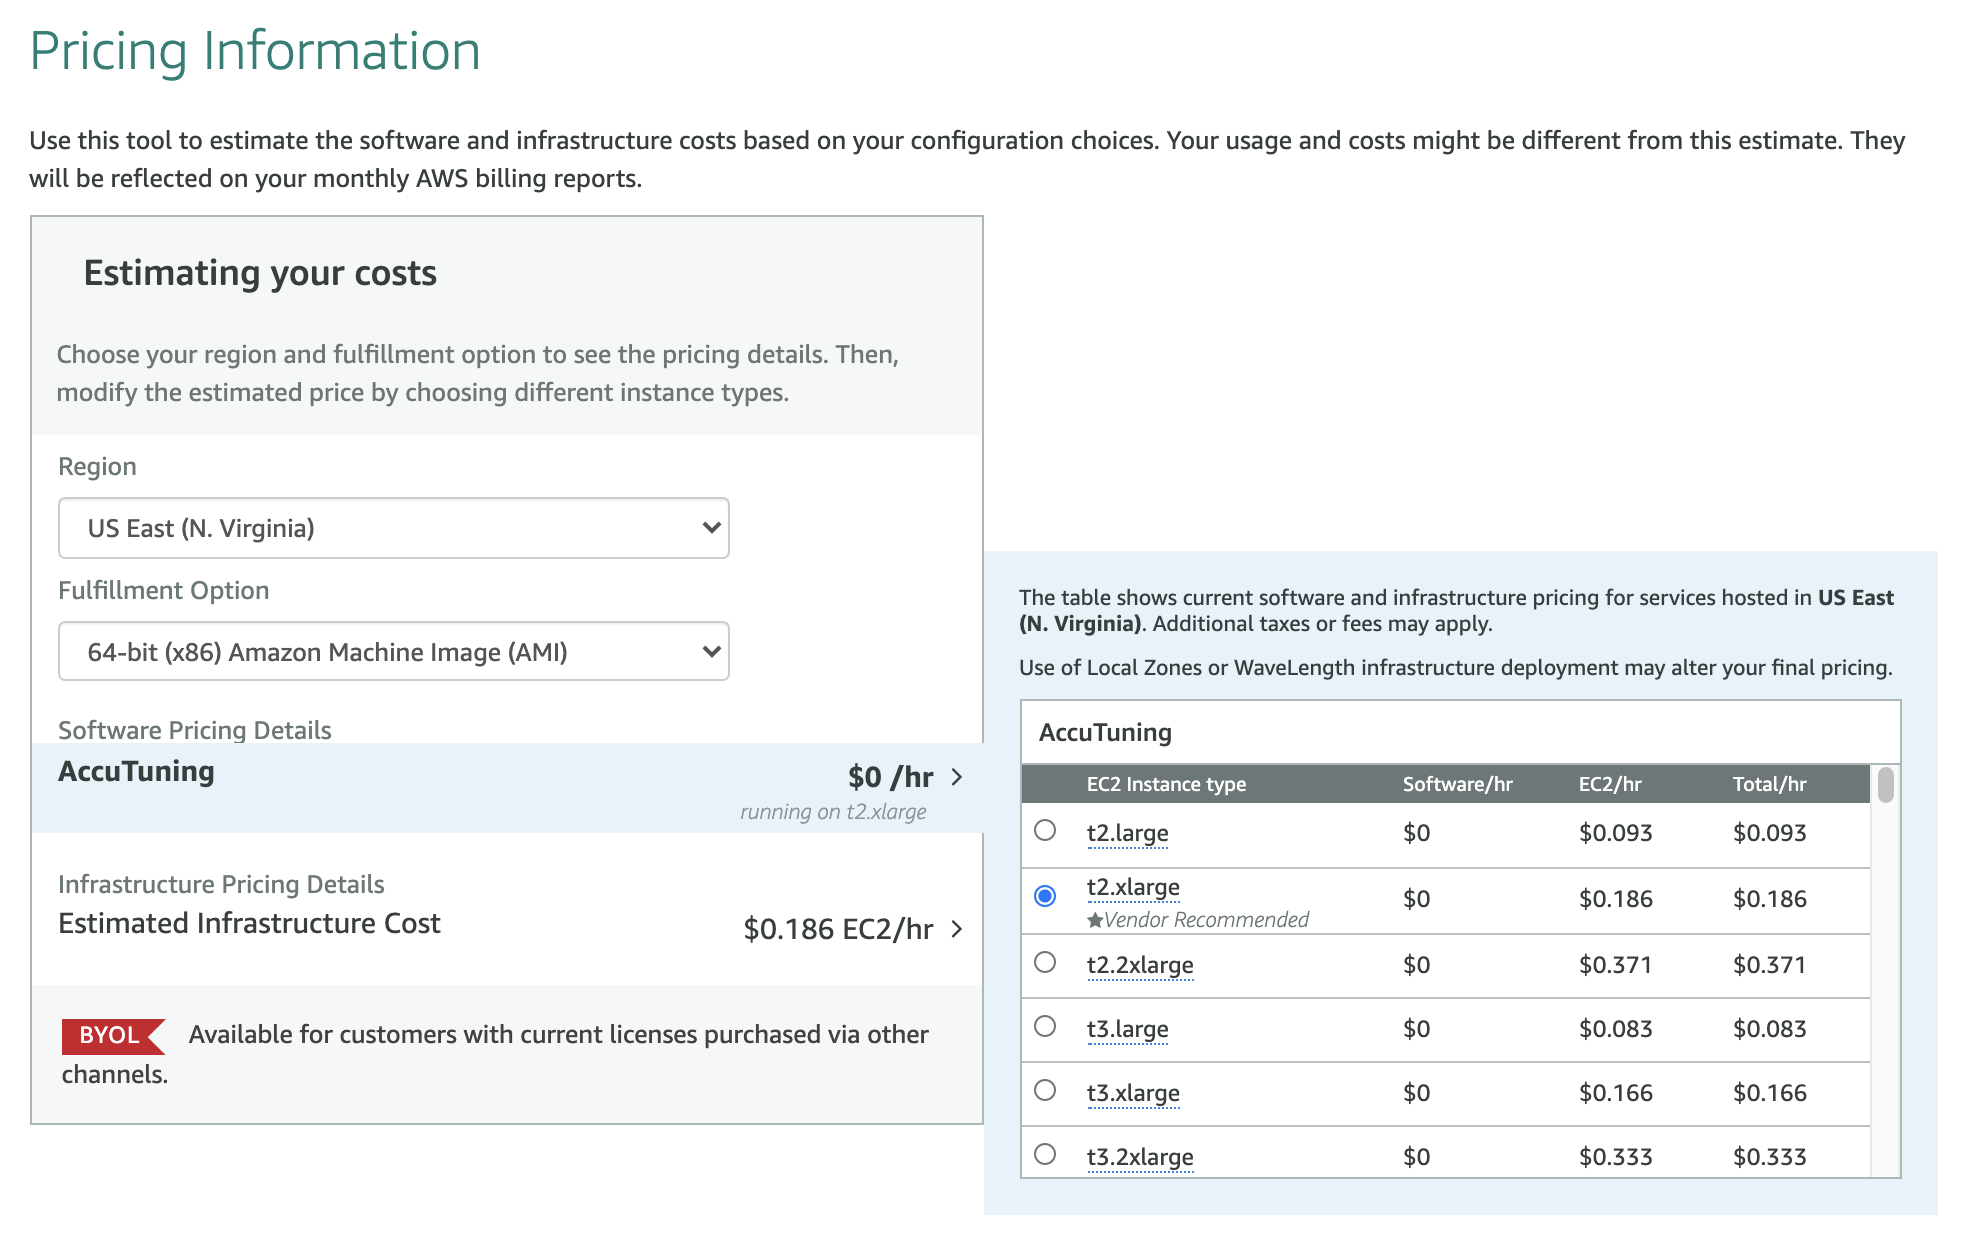 Pricing Information
Use this tool to estimate the software and infrastructure costs based on your configuration choices. Your usage and costs might be different from this estimate. They
will be reflected on your monthly AWS billing reports.
Estimating your costs
Choose your region and fulfillment option to see the pricing details. Then,
modify the estimated price by choosing different instance types.
Region
US East (N. Virginia)
Fulfillment Option
64-bit (x86) Amazon Machine Image (AMI)
Software Pricing Details
AccuTuning $0 /hr
running on t2.xlarge
Infrastructure Pricing Details
Estimated Infrastructure Cost $0.186 EC2/hr
BYOL Available for customers with current licenses purchased via other
channels.
The table shows current software and infrastructure pricing for services hosted in US East
(N. Virginia). Additional taxes or fees may apply.
Use of Local Zones or WaveLength infrastructure deployment may alter your final pricing.
AccuTuning
EC2 Instance type Software/hr EC2/hr Total/hr
t2.large $0 $0.093 $0.093
t2.xlarge $0 $0.186 $0.186
★Vendor Recommended
t2.2xlarge $0 $0.371 $0.371
t3.large $0 $0.083 $0.083
t3.xlarge $0 $0.166 $0.166
t3.2xlarge $0 $0.333 $0.333